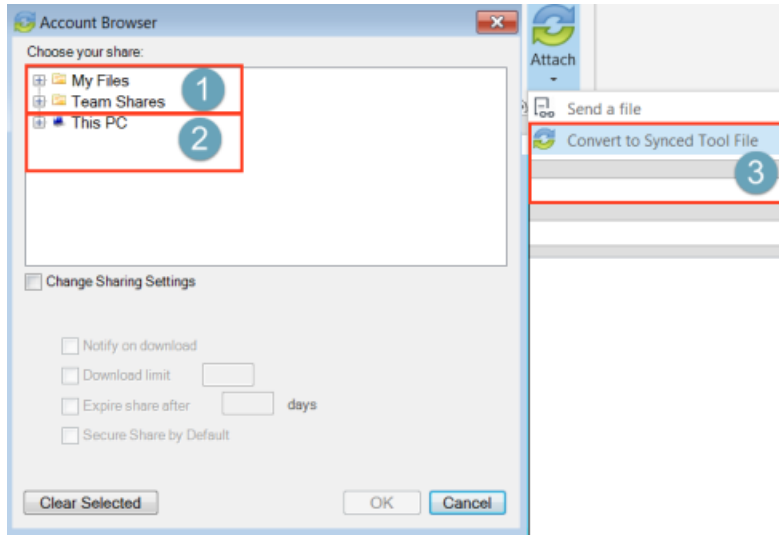 Account Browser
Choose your share:
My Files
Team Shares
1
This PC
2
Change Sharing Settings
Notify on download
Download limit
Expire share after days
Secure Share by Default
Clear Selected OK Cancel
Attach
Send a file
Convert to Synced Tool File
3